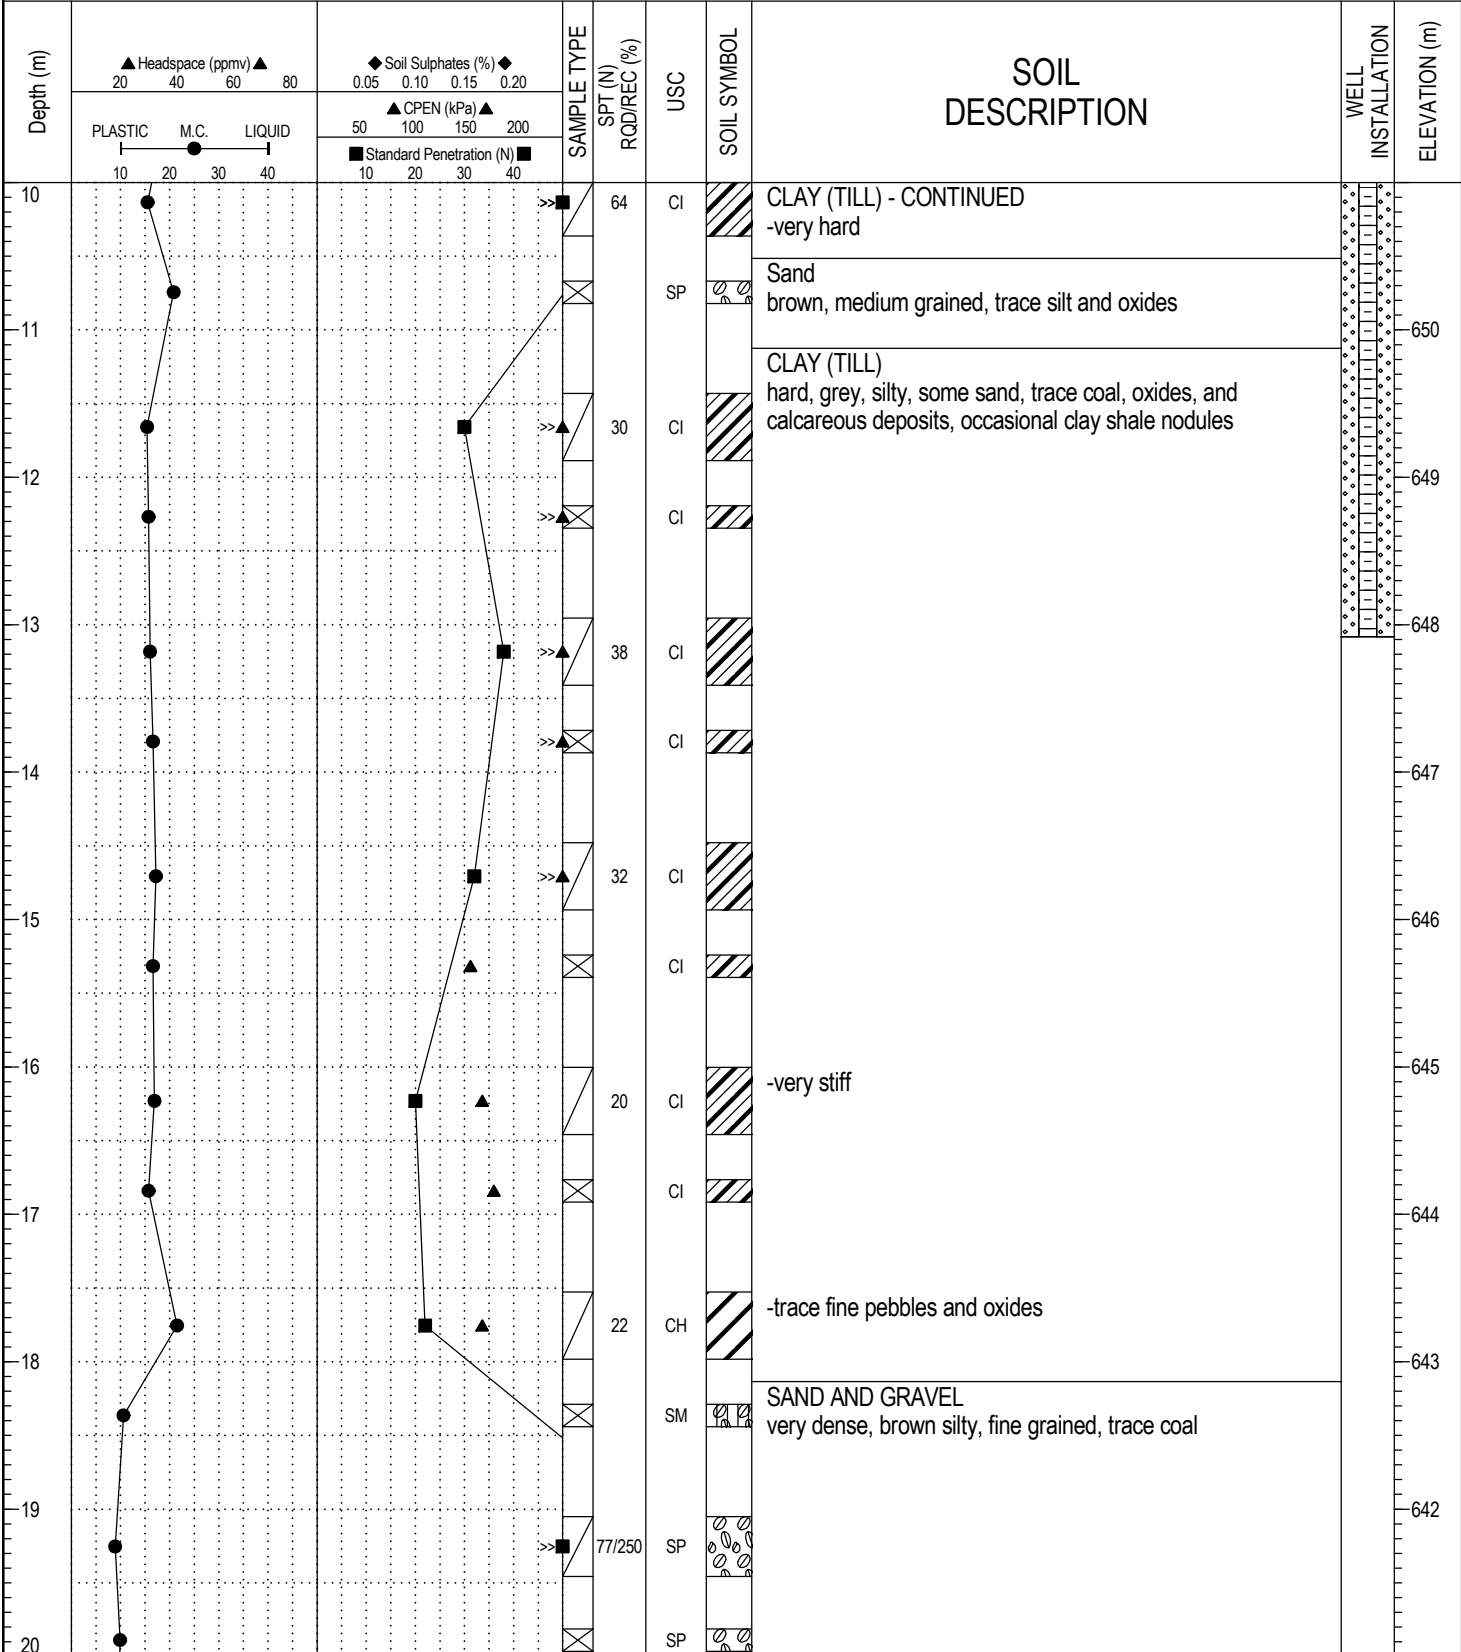 Depth (m)
▲ Headspace (ppmv) ▲
20 40 60 80
PLASTIC M.C. LIQUID
10 20 30 40
◆ Soil Sulphates (%) ◆
0.05 0.10 0.15 0.20
▲ CPEN (kPa) ▲
50 100 150 200
■ Standard Penetration (N) ■
10 20 30 40
SAMPLE TYPE
SPT (N)
RQD/REC (%)
USC
SOIL SYMBOL
SOIL
DESCRIPTION
WELL
INSTALLATION
ELEVATION (m)
10
>> 64 CI CLAY (TILL) - CONTINUED
-very hard
Sand
SP brown, medium grained, trace silt and oxides
11 650
CLAY (TILL)
hard, grey, silty, some sand, trace coal, oxides, and
>> 30 CI calcareous deposits, occasional clay shale nodules
12 649
>> CI
13 648
>> 38 CI
>> CI
14 647
>> 32 CI
15 646
CI
16 645
-very stiff
20 CI
CI
17 644
-trace fine pebbles and oxides
22 CH
18 643
SAND AND GRAVEL
SM very dense, brown silty, fine grained, trace coal
19 642
>> 77/250 SP
20 SP